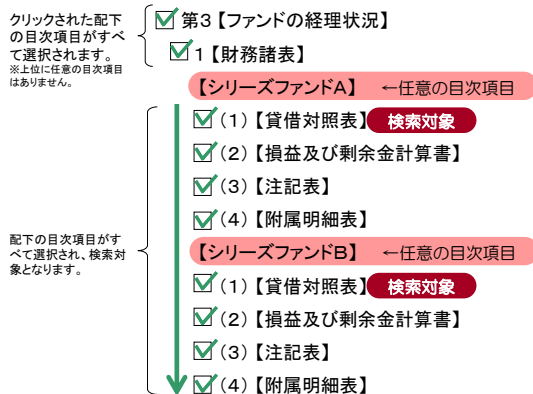 クリックされた配下
の目次項目がすべ
て選択されます。
※上位に任意の目次項目
はありません。
第3【ファンドの経理状況】
1【財務諸表】
【シリーズファンドA】 ←任意の目次項目
(1)【貸借対照表】 検索対象
(2)【損益及び剰余金計算書】
(3)【注記表】
(4)【附属明細表】
配下の目次項目がす
べて選択され、検索対
象となります。
【シリーズファンドB】 ←任意の目次項目
(1)【貸借対照表】 検索対象
(2)【損益及び剰余金計算書】
(3)【注記表】
(4)【附属明細表】